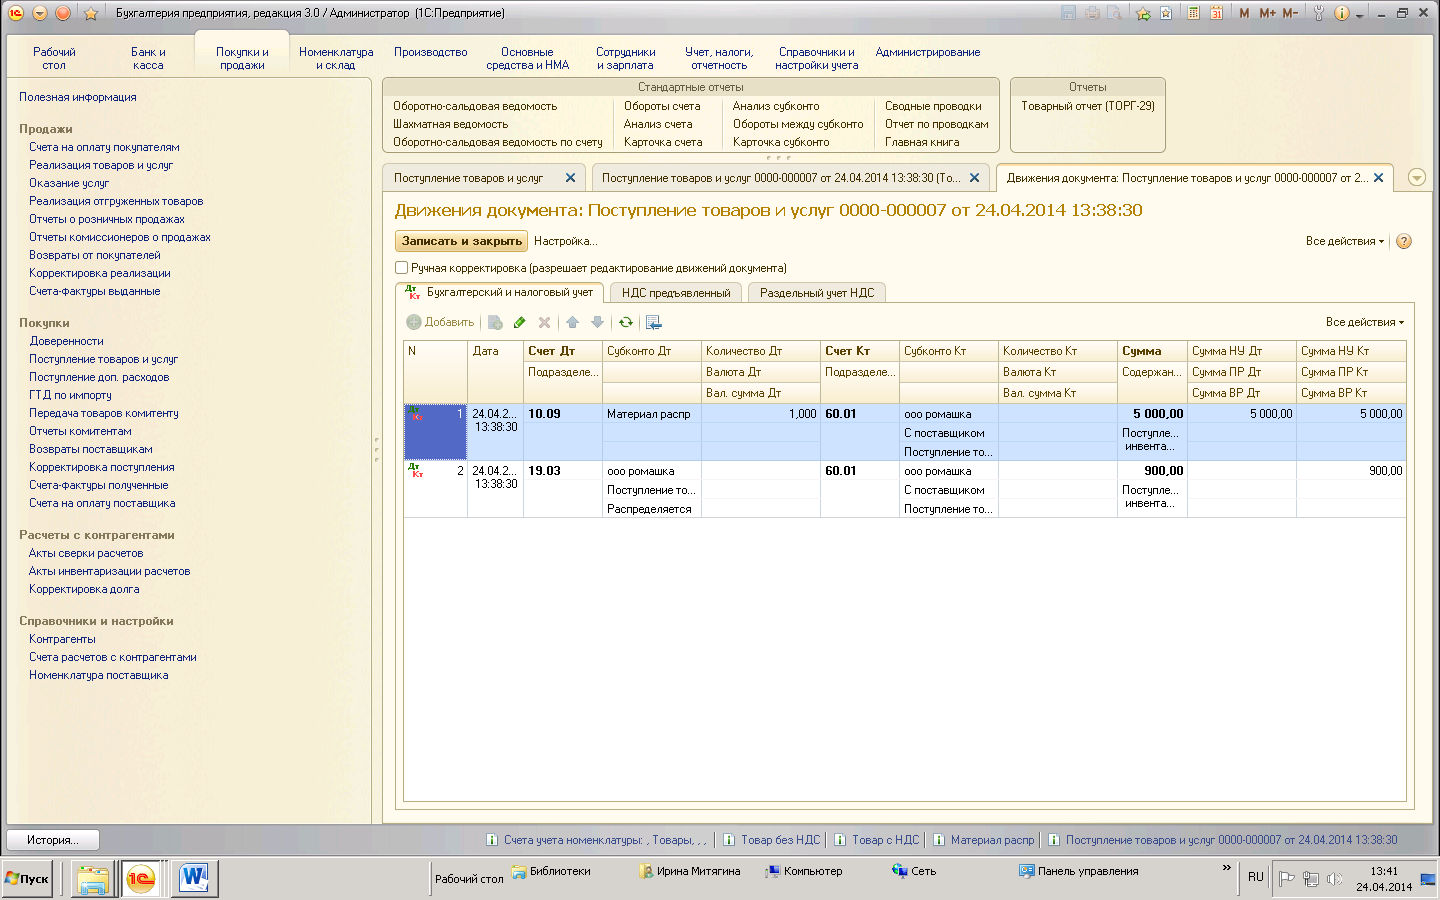 Бухгалтерия предприятия, редакция 3.0 / Администратор (1С:Предприятие)
M M+ M-
Рабочий стол
Банк и касса
Покупки и продажи
Номенклатура и склад
Производство
Основные средства и НМА
Сотрудники и зарплата
Учет, налоги, отчетность
Справочники и настройки учета
Администрирование
Полезная информация
Продажи
Счета на оплату покупателям
Реализация товаров и услуг
Оказание услуг
Реализация отгруженных товаров
Отчеты о розничных продажах
Отчеты комиссионеров о продажах
Возвраты от покупателей
Корректировка реализации
Счета-фактуры выданные
Покупки
Доверенности
Поступление товаров и услуг
Поступление доп. расходов
ГТД по импорту
Передача товаров комитенту
Отчеты комитентам
Возвраты поставщикам
Корректировка поступления
Счета-фактуры полученные
Счета на оплату поставщика
Расчеты с контрагентами
Акты сверки расчетов
Акты инвентаризации расчетов
Корректировка долга
Справочники и настройки
Контрагенты
Счета расчетов с контрагентами
Номенклатура поставщика
Стандартные отчеты
Оборотно-сальдовая ведомость Обороты счета Анализ субконто Сводные проводки
Шахматная ведомость Анализ счета Обороты между субконто Отчет по проводкам
Оборотно-сальдовая ведомость по счету Карточка счета Карточка субконто Главная книга
Отчеты
Товарный отчет (ТОРГ-29)
Поступление товаров и услуг
Поступление товаров и услуг 0000-000007 от 24.04.2014 13:38:30 (То...
Движения документа: Поступление товаров и услуг 0000-000007 от 2...
Движения документа: Поступление товаров и услуг 0000-000007 от 24.04.2014 13:38:30
Записать и закрыть Настройка... Все действия ?
Ручная корректировка (разрешает редактирование движений документа)
Дт Кт Бухгалтерский и налоговый учет НДС предъявленный Раздельный учет НДС
Добавить Все действия
N Дата Счет Дт Субконто Дт Количество Дт Счет Кт Субконто Кт Количество Кт Сумма Сумма НУ Дт Сумма НУ Кт
Подразделе... Валюта Дт Подразделе... Валюта Кт Содержан... Сумма ПР Дт Сумма ПР Кт
Вал. сумма Дт Вал. сумма Кт Сумма ВР Дт Сумма ВР Кт
Дт Кт 1 24.04.2... 10.09 Материал распр 1,000 60.01 ооо ромашка 5 000,00 5 000,00 5 000,00
13:38:30 С поставщиком Поступле...
Поступление то... инвента...
Дт Кт 2 24.04.2... 19.03 ооо ромашка 60.01 ооо ромашка 900,00 900,00
13:38:30 Поступление то... С поставщиком Поступле...
Распределяется Поступление то... инвента...
История...
Счета учета номенклатуры: , Товары, , ,
Товар без НДС
Товар с НДС
Материал распр
Поступление товаров и услуг 0000-000007 от 24.04.2014 13:38:30
Пуск
Рабочий стол
Библиотеки
Ирина Митягина
Компьютер
Сеть
Панель управления
»
RU
13:41
24.04.2014